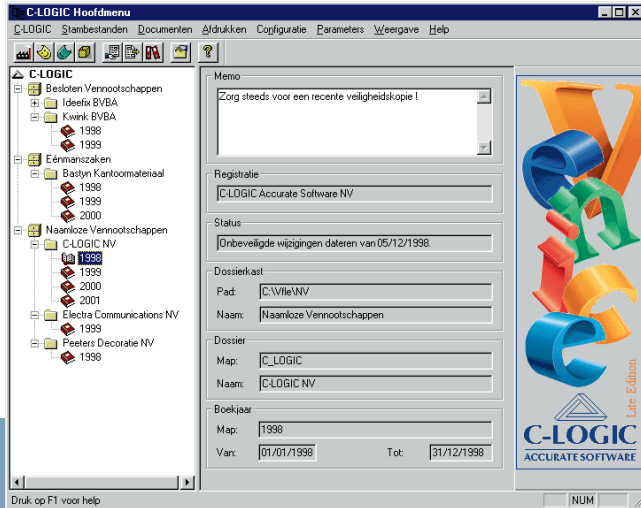 C-LOGIC Hoofdmenu
C-LOGIC Stambestanden Documenten Afdrukken Configuratie Parameters Weergave Help
C-LOGIC
Besloten Vennootschappen
Ideefix BVBA
Kwink BVBA
1998
1999
Eénmanszaken
Bastyn Kantoormateriaal
1998
1999
2000
Naamloze Vennootschappen
C-LOGIC NV
1998
1999
2000
2001
Electra Communications NV
1999
Peeters Decoratie NV
1998
Memo
Zorg steeds voor een recente veiligheidskopie !
Registratie
C-LOGIC Accurate Software NV
Status
Onbeveiligde wijzigingen dateren van 05/12/1998.
Dossierkast
Pad: C:\Vfle\NV
Naam: Naamloze Vennootschappen
Dossier
Map: C_LOGIC
Naam: C-LOGIC NV
Boekjaar
Map: 1998
Van: 01/01/1998 Tot: 31/12/1998
Venice
Lite Edition
C-LOGIC
ACCURATE SOFTWARE
Druk op F1 voor help
NUM